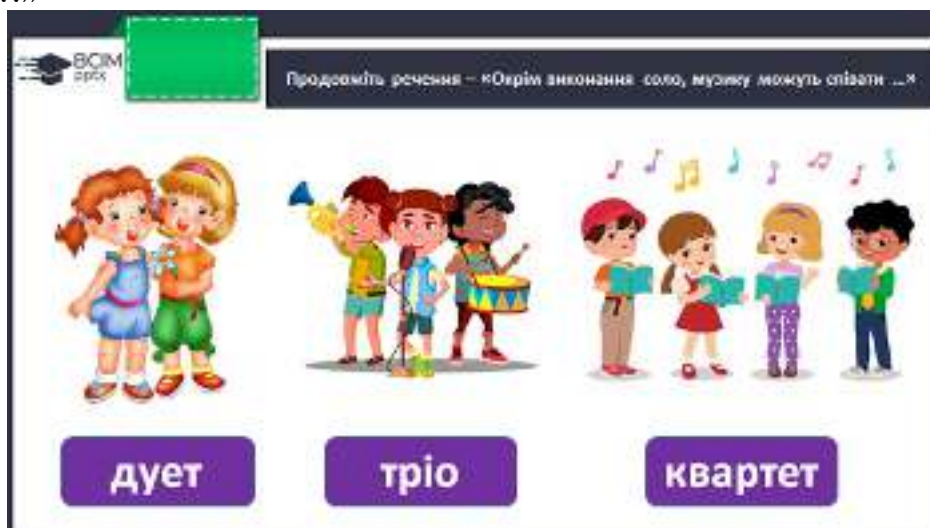 ВСІМ
pptx
Продовжіть речення – «Окрім виконання соло, музику можуть співати ...»
дует
тріо
квартет